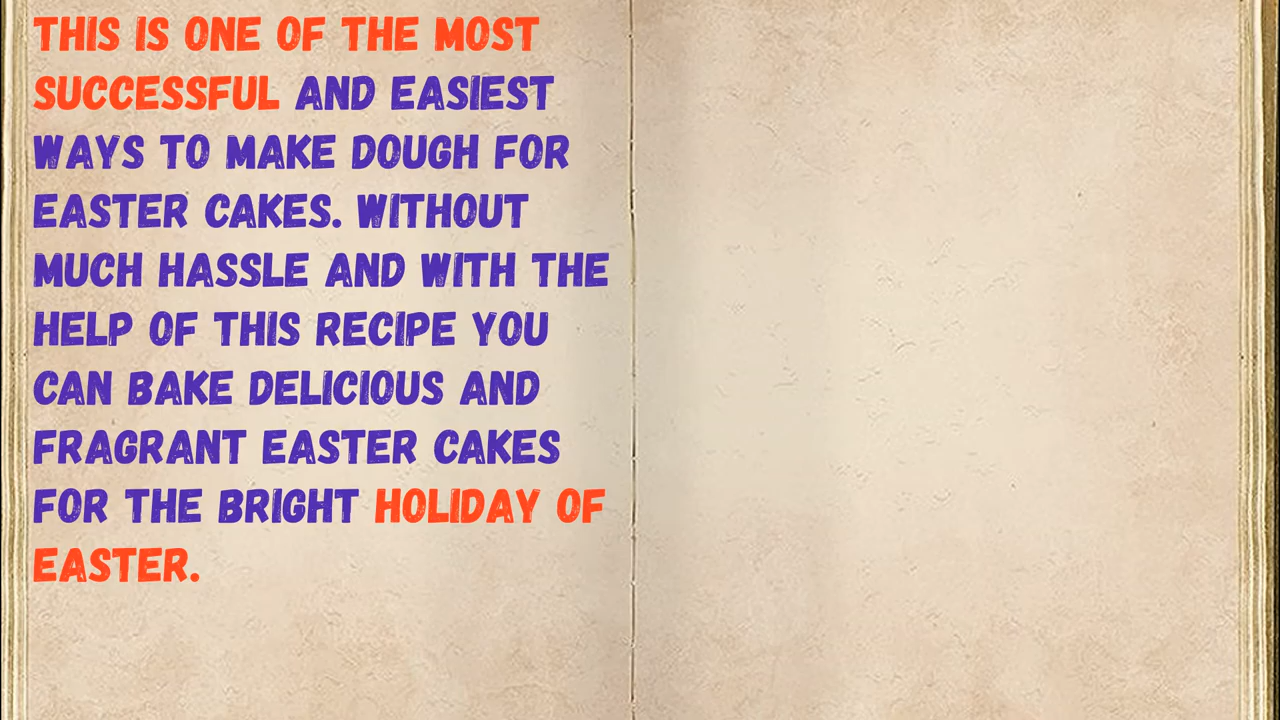 THIS IS ONE OF THE MOST
SUCCESSFUL AND EASIEST
WAYS TO MAKE DOUGH FOR
EASTER CAKES. WITHOUT
MUCH HASSLE AND WITH THE
HELP OF THIS RECIPE YOU
CAN BAKE DELICIOUS AND
FRAGRANT EASTER CAKES
FOR THE BRIGHT HOLIDAY OF
EASTER.